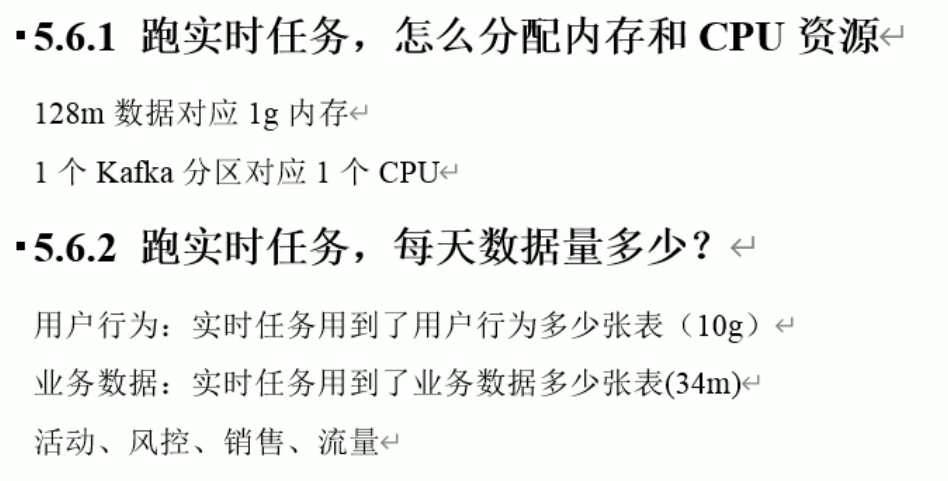 5.6.1 跑实时任务，怎么分配内存和 CPU 资源
128m 数据对应 1g 内存
1 个 Kafka 分区对应 1 个 CPU
5.6.2 跑实时任务，每天数据量多少？
用户行为：实时任务用到了用户行为多少张表（10g）
业务数据：实时任务用到了业务数据多少张表(34m)
活动、风控、销售、流量